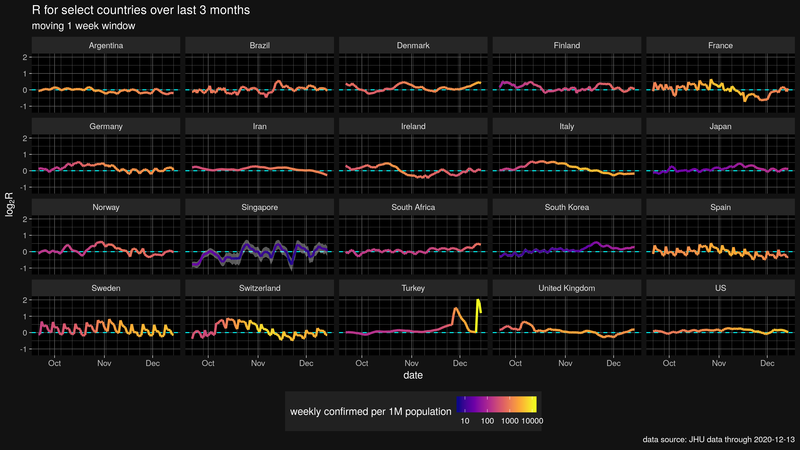 R for select countries over last 3 months
moving 1 week window
Argentina Brazil Denmark Finland France
2
1
0
-1
Germany Iran Ireland Italy Japan
2
1
0
-1
log₂R
Norway Singapore South Africa South Korea Spain
2
1
0
-1
Sweden Switzerland Turkey United Kingdom US
2
1
0
-1
Oct Nov Dec Oct Nov Dec Oct Nov Dec Oct Nov Dec Oct Nov Dec
date
weekly confirmed per 1M population
10 100 1000 10000
data source: JHU data through 2020-12-13